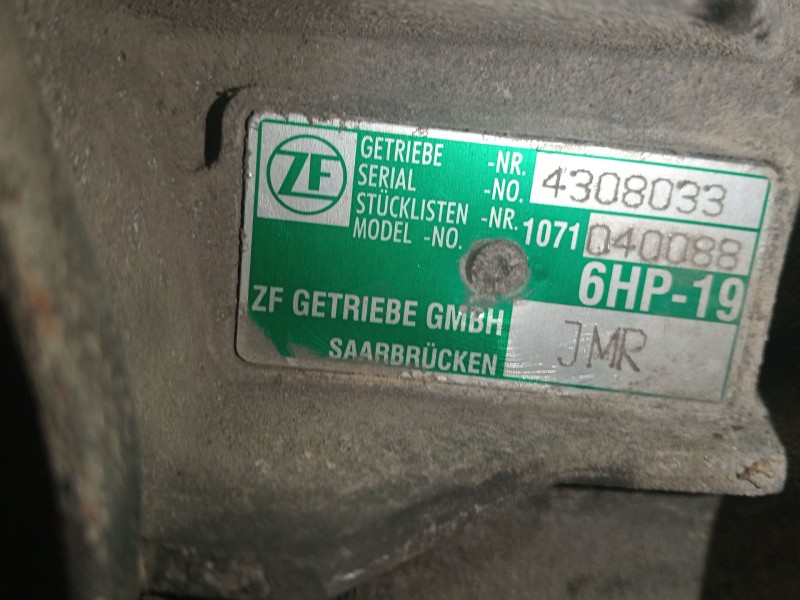 ZF
GETRIEBE -NR.
SERIAL -NO. 4308033
STÜCKLISTEN -NR.
MODEL -NO. 1071 040088
6HP-19
ZF GETRIEBE GMBH
SAARBRÜCKEN
JMR